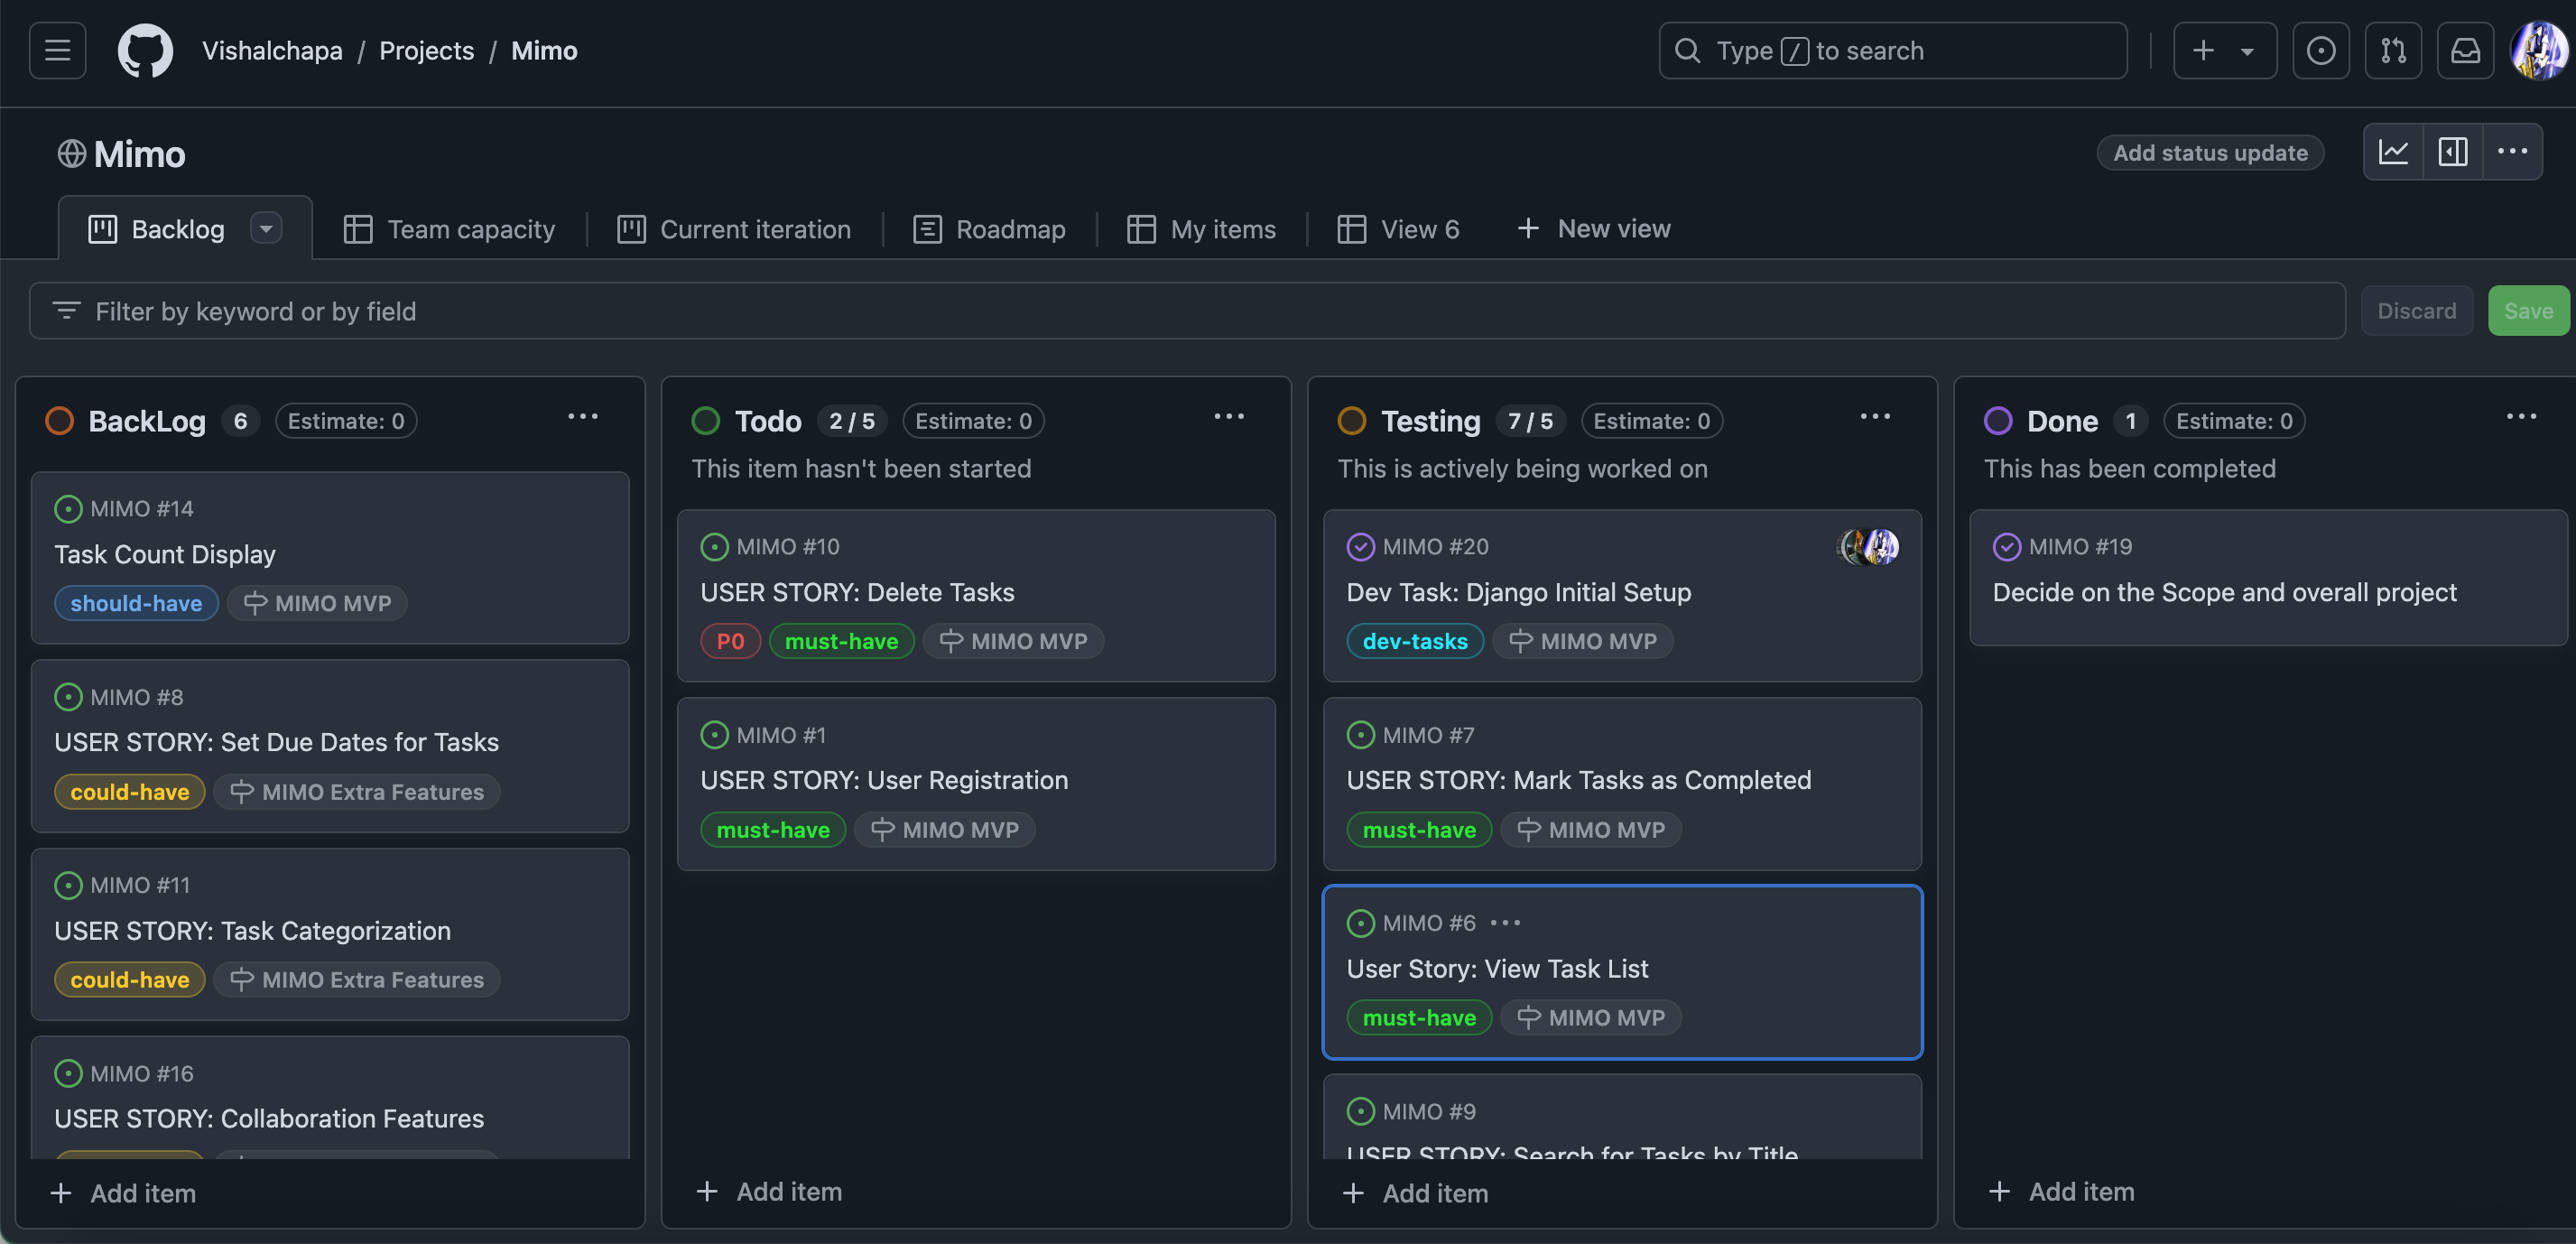 Vishalchapa / Projects / Mimo
Type / to search
Mimo
Add status update
Backlog
Team capacity
Current iteration
Roadmap
My items
View 6
New view
Filter by keyword or by field
Discard
Save
BackLog 6 Estimate: 0
MIMO #14
Task Count Display
should-have MIMO MVP
MIMO #8
USER STORY: Set Due Dates for Tasks
could-have MIMO Extra Features
MIMO #11
USER STORY: Task Categorization
could-have MIMO Extra Features
MIMO #16
USER STORY: Collaboration Features
+ Add item
Todo 2 / 5 Estimate: 0
This item hasn't been started
MIMO #10
USER STORY: Delete Tasks
P0 must-have MIMO MVP
MIMO #1
USER STORY: User Registration
must-have MIMO MVP
+ Add item
Testing 7 / 5 Estimate: 0
This is actively being worked on
MIMO #20
Dev Task: Django Initial Setup
dev-tasks MIMO MVP
MIMO #7
USER STORY: Mark Tasks as Completed
must-have MIMO MVP
MIMO #6 ...
User Story: View Task List
must-have MIMO MVP
MIMO #9
USER STORY: Search for Tasks by Title
+ Add item
Done 1 Estimate: 0
This has been completed
MIMO #19
Decide on the Scope and overall project
+ Add item